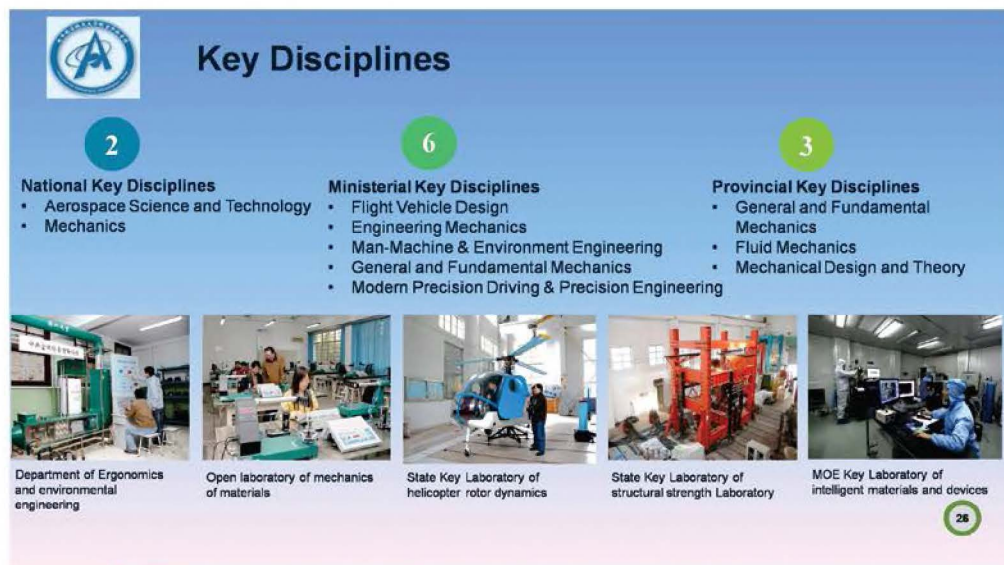 Key Disciplines
2
National Key Disciplines
• Aerospace Science and Technology
• Mechanics
6
Ministerial Key Disciplines
• Flight Vehicle Design
• Engineering Mechanics
• Man-Machine & Environment Engineering
• General and Fundamental Mechanics
• Modern Precision Driving & Precision Engineering
3
Provincial Key Disciplines
• General and Fundamental
Mechanics
• Fluid Mechanics
• Mechanical Design and Theory
Department of Ergonomics
and environmental
engineering
Open laboratory of mechanics
of materials
State Key Laboratory of
helicopter rotor dynamics
State Key Laboratory of
structural strength Laboratory
MOE Key Laboratory of
intelligent materials and devices
26